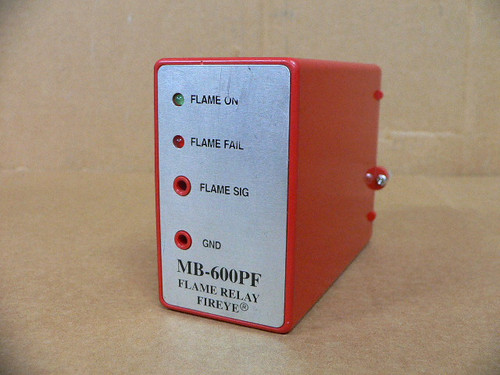 FLAME ON
FLAME FAIL
FLAME SIG
GND
MB-600PF
FLAME RELAY
FIREYE®